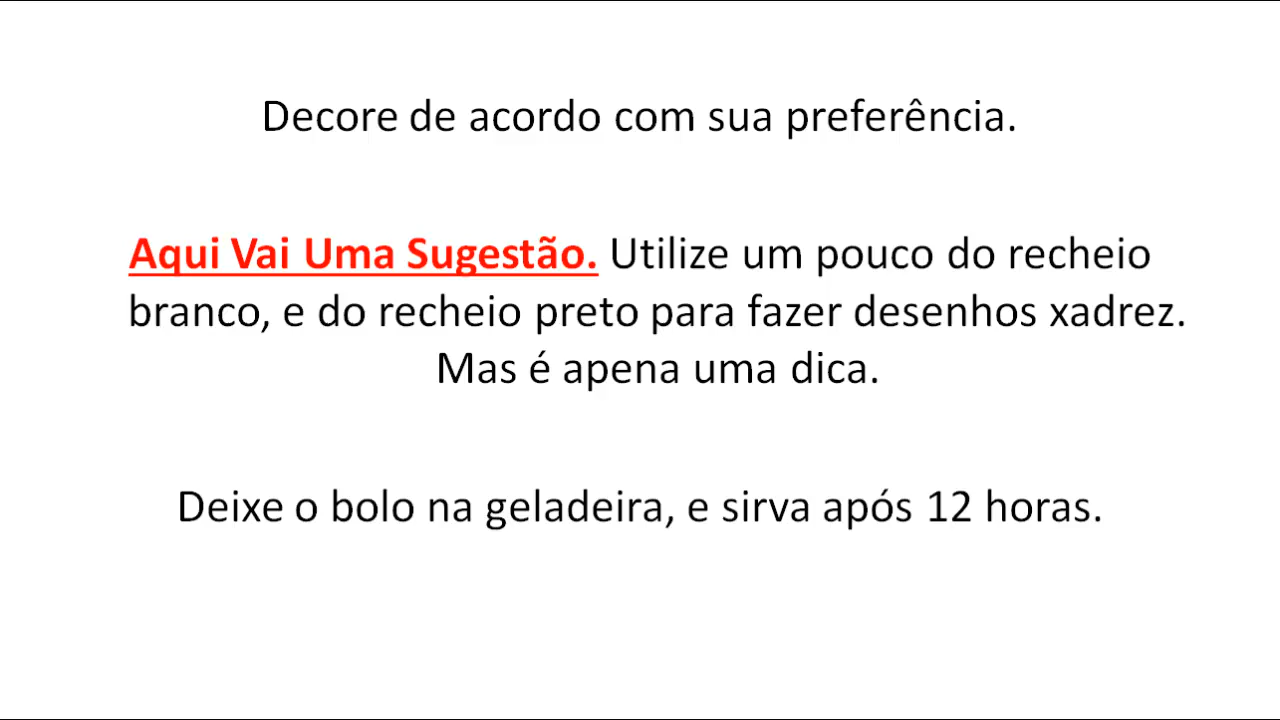 Decore de acordo com sua preferência.
Aqui Vai Uma Sugestão. Utilize um pouco do recheio
branco, e do recheio preto para fazer desenhos xadrez.
Mas é apena uma dica.
Deixe o bolo na geladeira, e sirva após 12 horas.